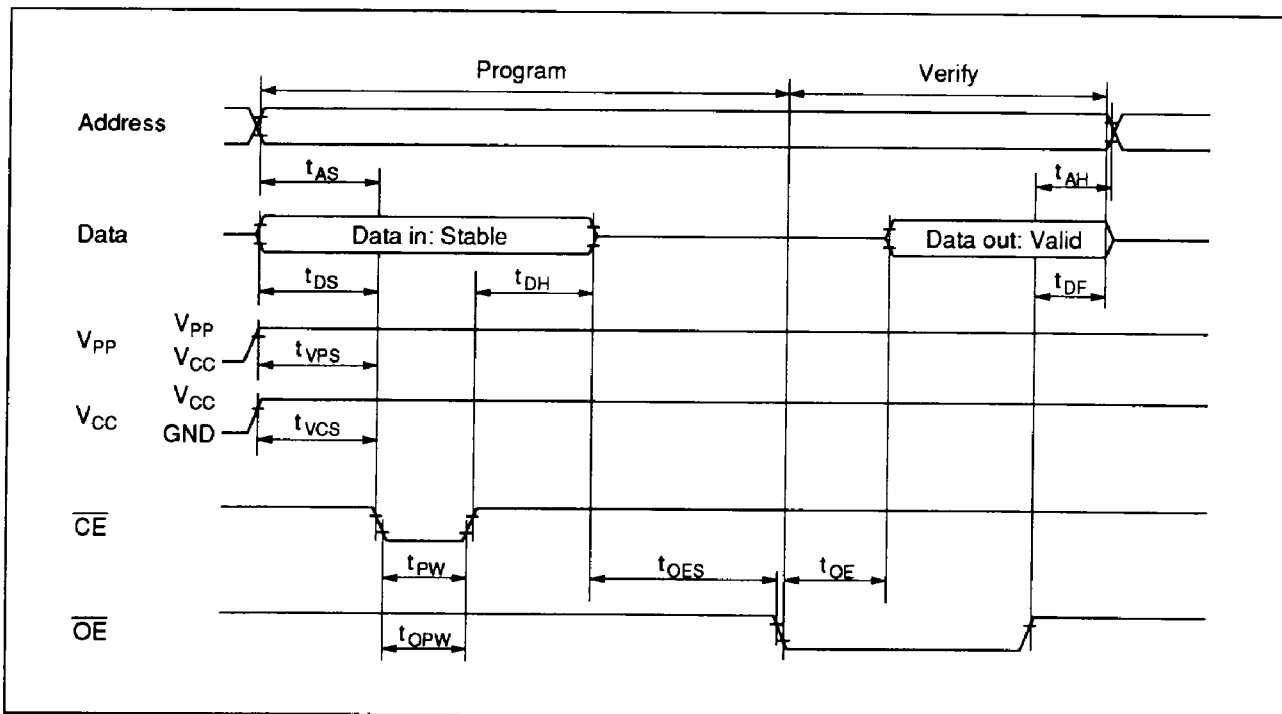 Program Verify
Address
tAS tAH
Data Data in: Stable Data out: Valid
tDS tDH tDF
VPP VPP
VCC tVPS
VCC VCC
GND tVCS
CE
tPW tOES tOE
OE
tOPW